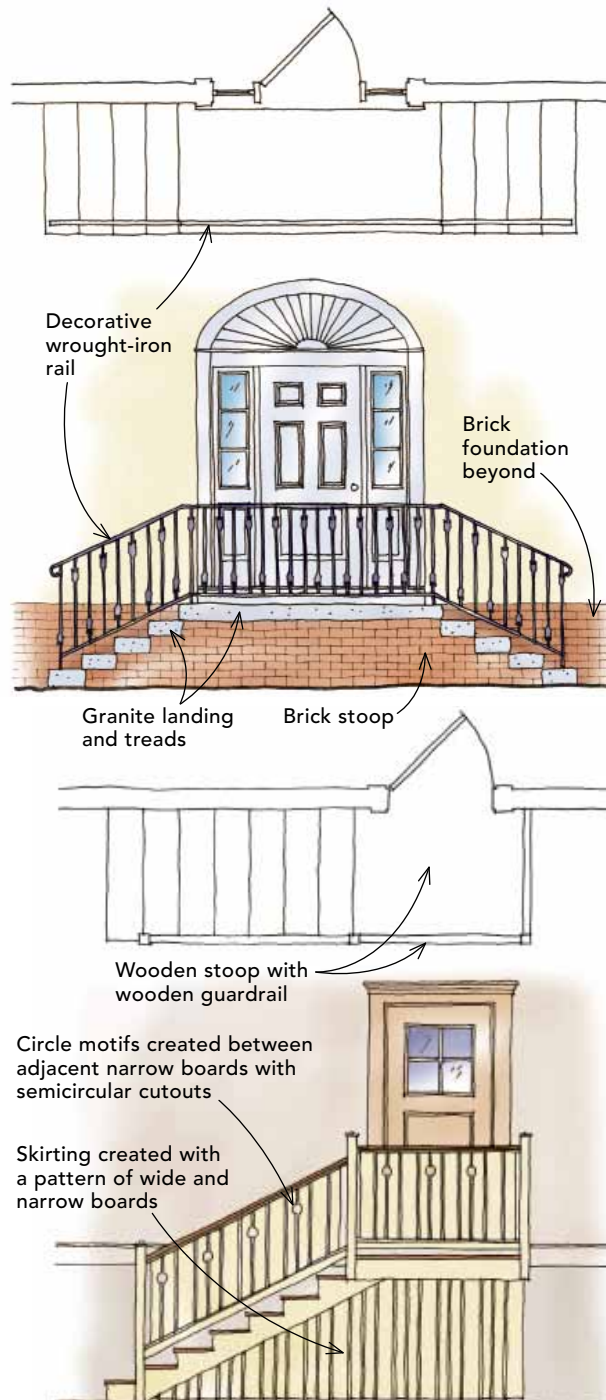 Decorative
wrought-iron
rail
Brick
foundation
beyond
Granite landing
and treads
Brick stoop
Wooden stoop with
wooden guardrail
Circle motifs created between
adjacent narrow boards with
semicircular cutouts
Skirting created with
a pattern of wide and
narrow boards